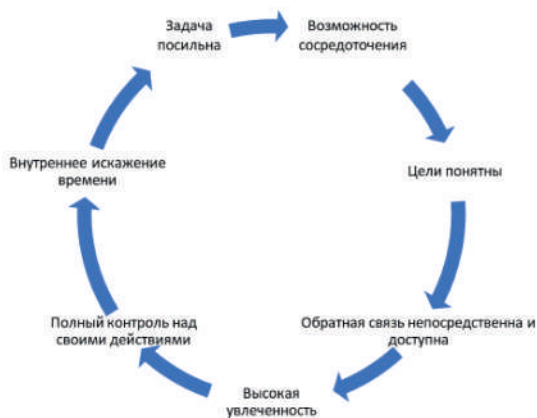 Задача
посильна
Возможность
сосредоточения
Цели понятны
Обратная связь непосредственна и
доступна
Высокая
увлеченность
Полный контроль над
своими действиями
Внутреннее искажение
времени